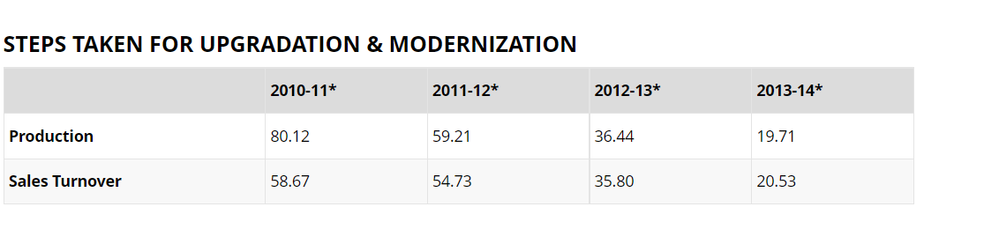 STEPS TAKEN FOR UPGRADATION & MODERNIZATION
2010-11* 2011-12* 2012-13* 2013-14*
Production 80.12 59.21 36.44 19.71
Sales Turnover 58.67 54.73 35.80 20.53